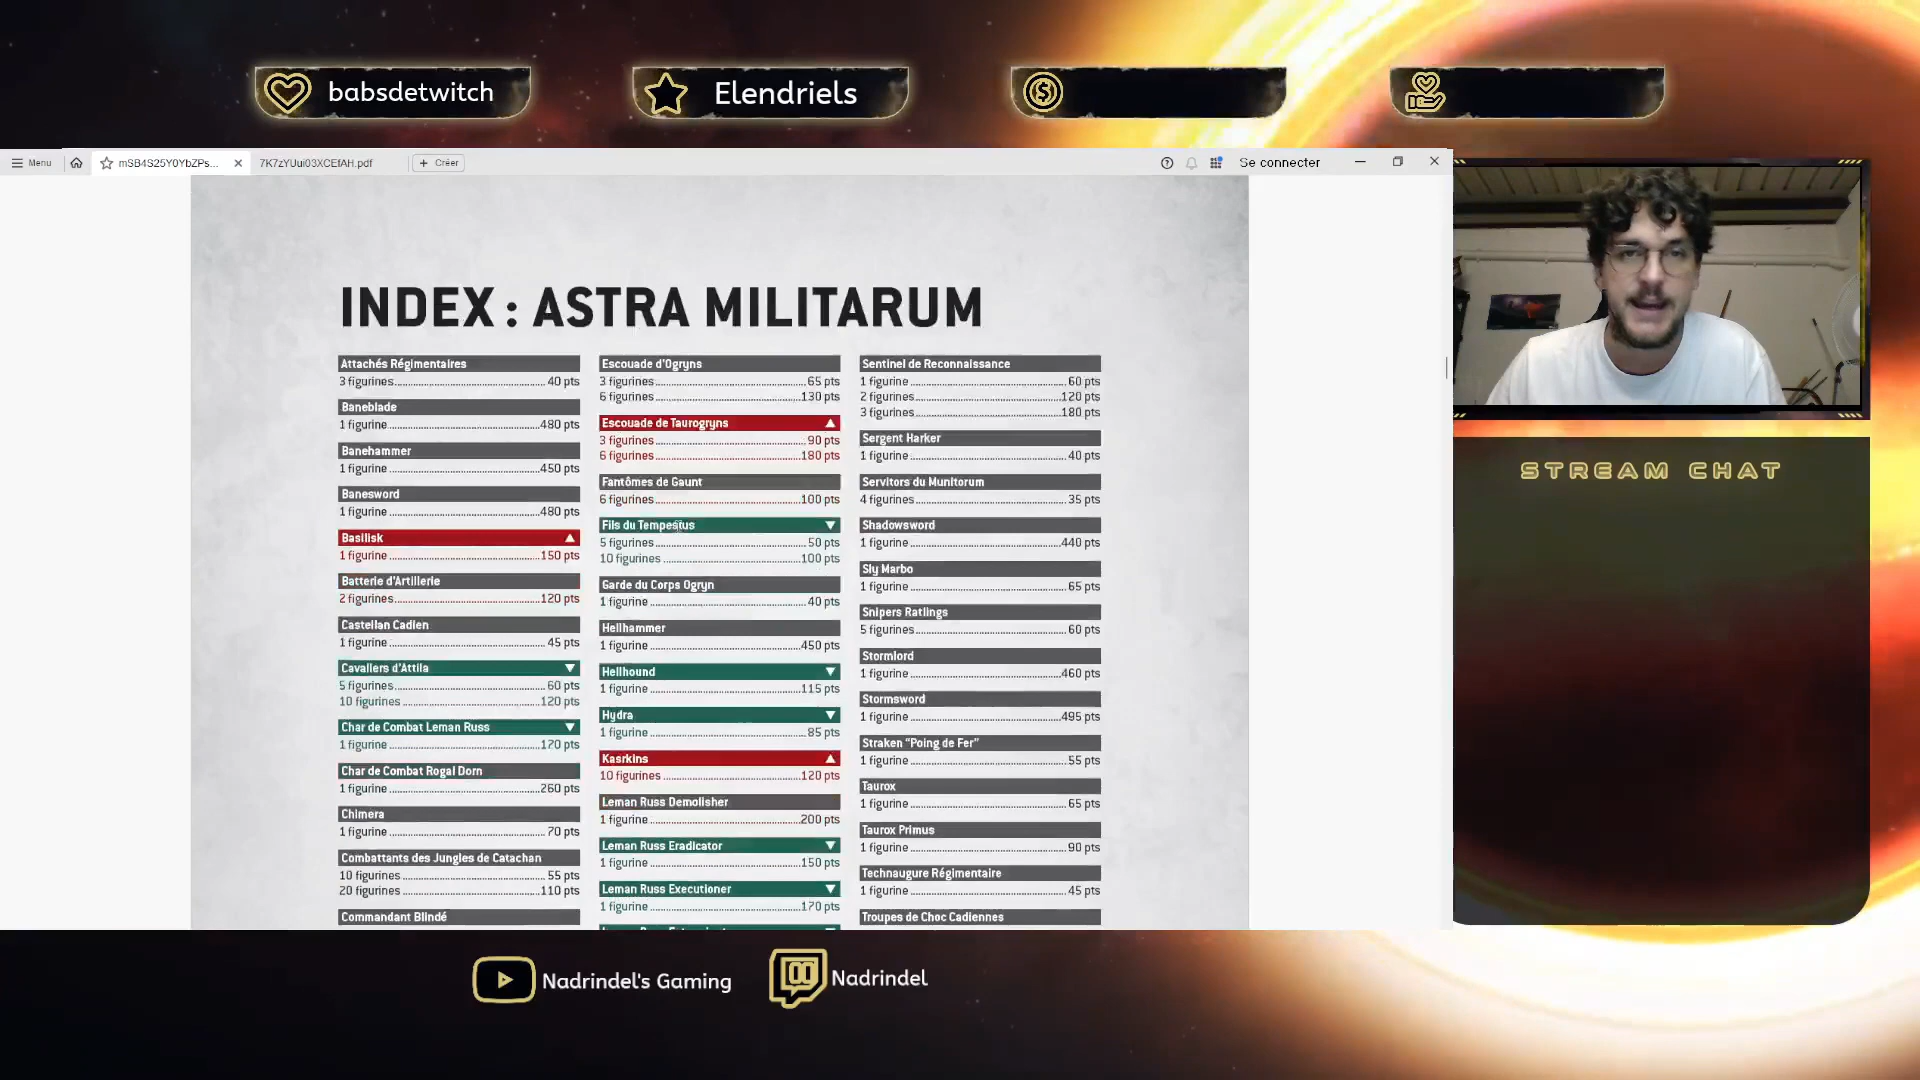 babsdetwitch
Elendriels
Menu
mSB4S25Y0YbZPs...
7K7zYUui03XCEfAH.pdf
+ Créer
Se connecter
INDEX : ASTRA MILITARUM
Attachés Régimentaires
3 figurines 40 pts
Baneblade
1 figurine 480 pts
Banehammer
1 figurine 450 pts
Banesword
1 figurine 480 pts
Basilisk
1 figurine 150 pts
Batterie d'Artillerie
2 figurines 120 pts
Castellan Cadien
1 figurine 45 pts
Cavaliers d'Attila
5 figurines 60 pts
10 figurines 120 pts
Char de Combat Leman Russ
1 figurine 170 pts
Char de Combat Rogal Dorn
1 figurine 260 pts
Chimera
1 figurine 70 pts
Combattants des Jungles de Catachan
10 figurines 55 pts
20 figurines 110 pts
Commandant Blindé
Escouade d'Ogryns
3 figurines 65 pts
6 figurines 130 pts
Escouade de Taurogryns
3 figurines 90 pts
6 figurines 180 pts
Fantômes de Gaunt
6 figurines 100 pts
Fils du Tempestus
5 figurines 50 pts
10 figurines 100 pts
Garde du Corps Ogryn
1 figurine 40 pts
Hellhammer
1 figurine 450 pts
Hellhound
1 figurine 115 pts
Hydra
1 figurine 85 pts
Kasrkins
10 figurines 120 pts
Leman Russ Demolisher
1 figurine 200 pts
Leman Russ Eradicator
1 figurine 150 pts
Leman Russ Executioner
1 figurine 170 pts
Sentinel de Reconnaissance
1 figurine 60 pts
2 figurines 120 pts
3 figurines 180 pts
Sergent Harker
1 figurine 40 pts
Servitors du Munitorum
4 figurines 35 pts
Shadowsword
1 figurine 440 pts
Sly Marbo
1 figurine 65 pts
Snipers Ratlings
5 figurines 60 pts
Stormlord
1 figurine 460 pts
Stormsword
1 figurine 495 pts
Straken “Poing de Fer”
1 figurine 55 pts
Taurox
1 figurine 65 pts
Taurox Primus
1 figurine 90 pts
Technaugure Régimentaire
1 figurine 45 pts
Troupes de Choc Cadiennes
STREAM CHAT
Nadrindel's Gaming
Nadrindel